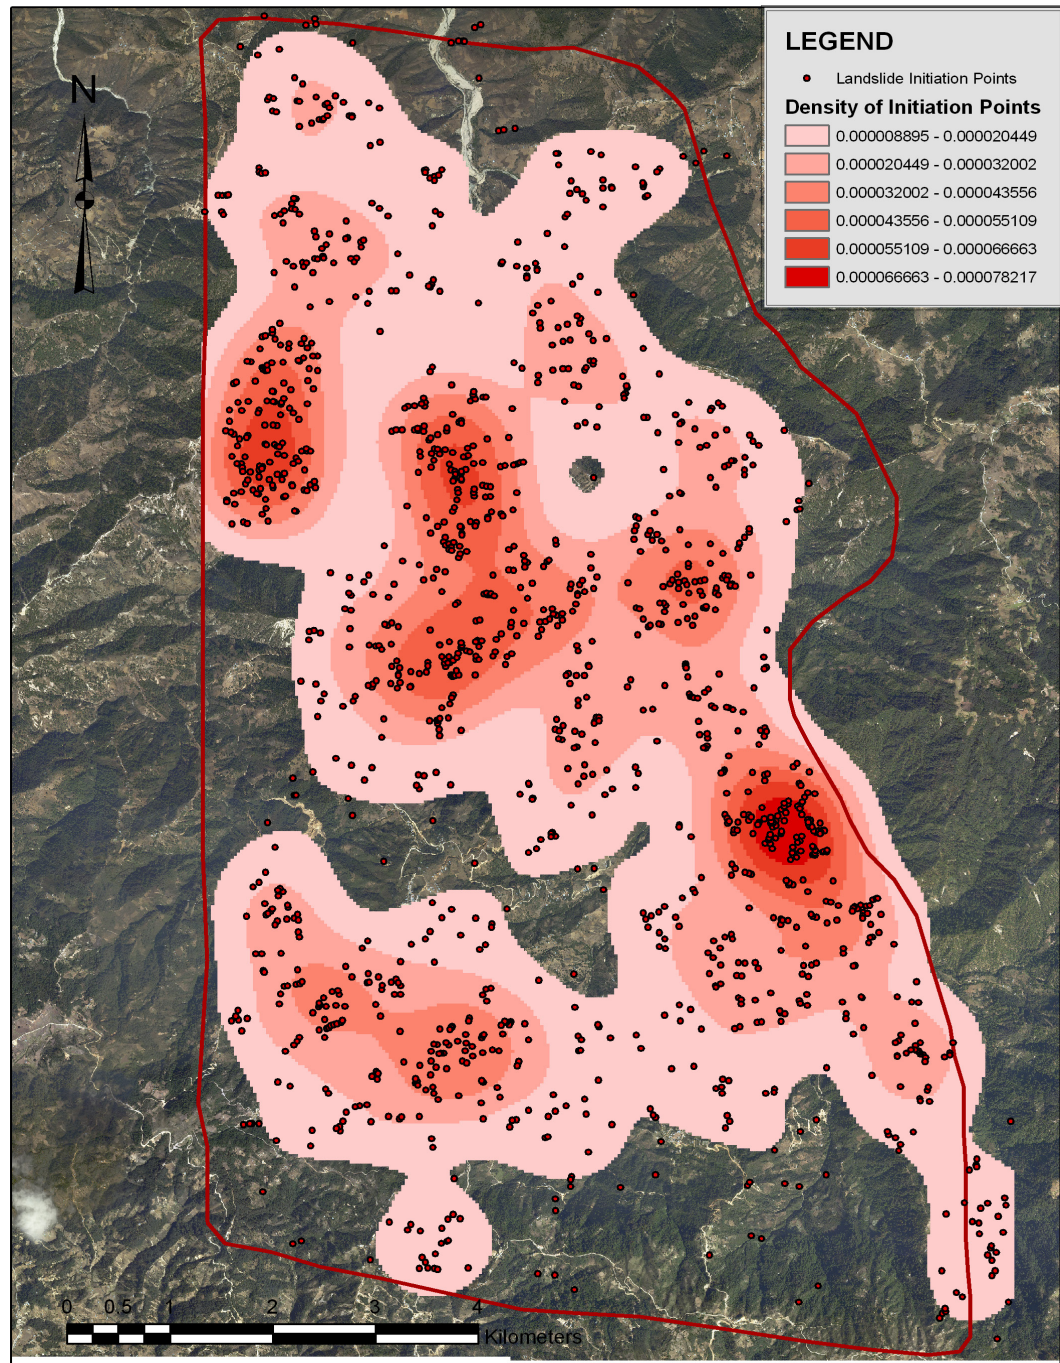 LEGEND
Landslide Initiation Points
Density of Initiation Points
0.000008895 - 0.000020449
0.000020449 - 0.000032002
0.000032002 - 0.000043556
0.000043556 - 0.000055109
0.000055109 - 0.000066663
0.000066663 - 0.000078217
N
0 0.5 1 2 3 4
Kilometers